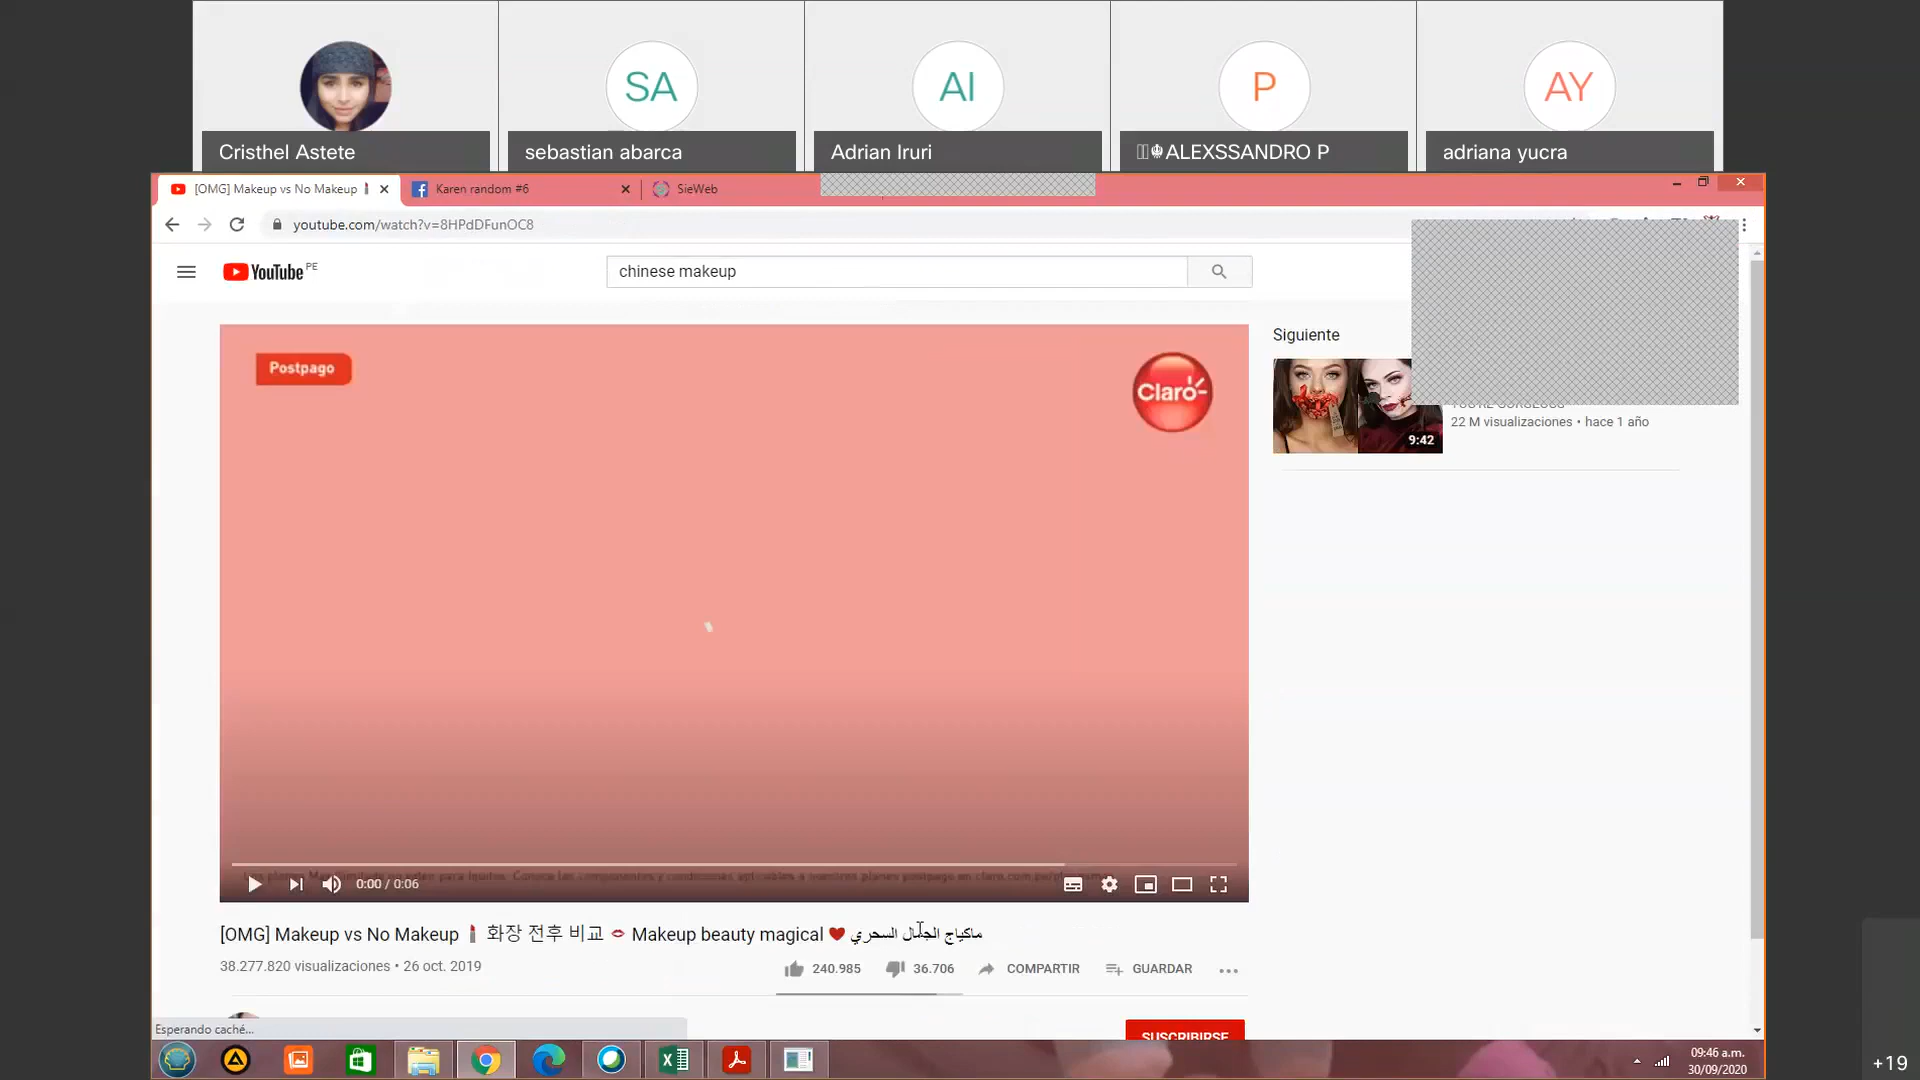 SA
AI
P
AY
Cristhel Astete
sebastian abarca
Adrian Iruri
ALEXSSANDRO P
adriana yucra
[OMG] Makeup vs No Makeup
Karen random #6
SieWeb
youtube.com/watch?v=8HPdDFunOC8
YouTube PE
chinese makeup
Postpago
Claro
Siguiente
9:42
22 M visualizaciones • hace 1 año
0:00 / 0:06
[OMG] Makeup vs No Makeup 💄 화장 전후 비교 👄 Makeup beauty magical ❤ ماكياج الجمال السحري
38.277.820 visualizaciones • 26 oct. 2019
240.985
36.706
COMPARTIR
GUARDAR
SUSCRIBIRSE
Esperando caché...
09:46 a.m.
30/09/2020
+19